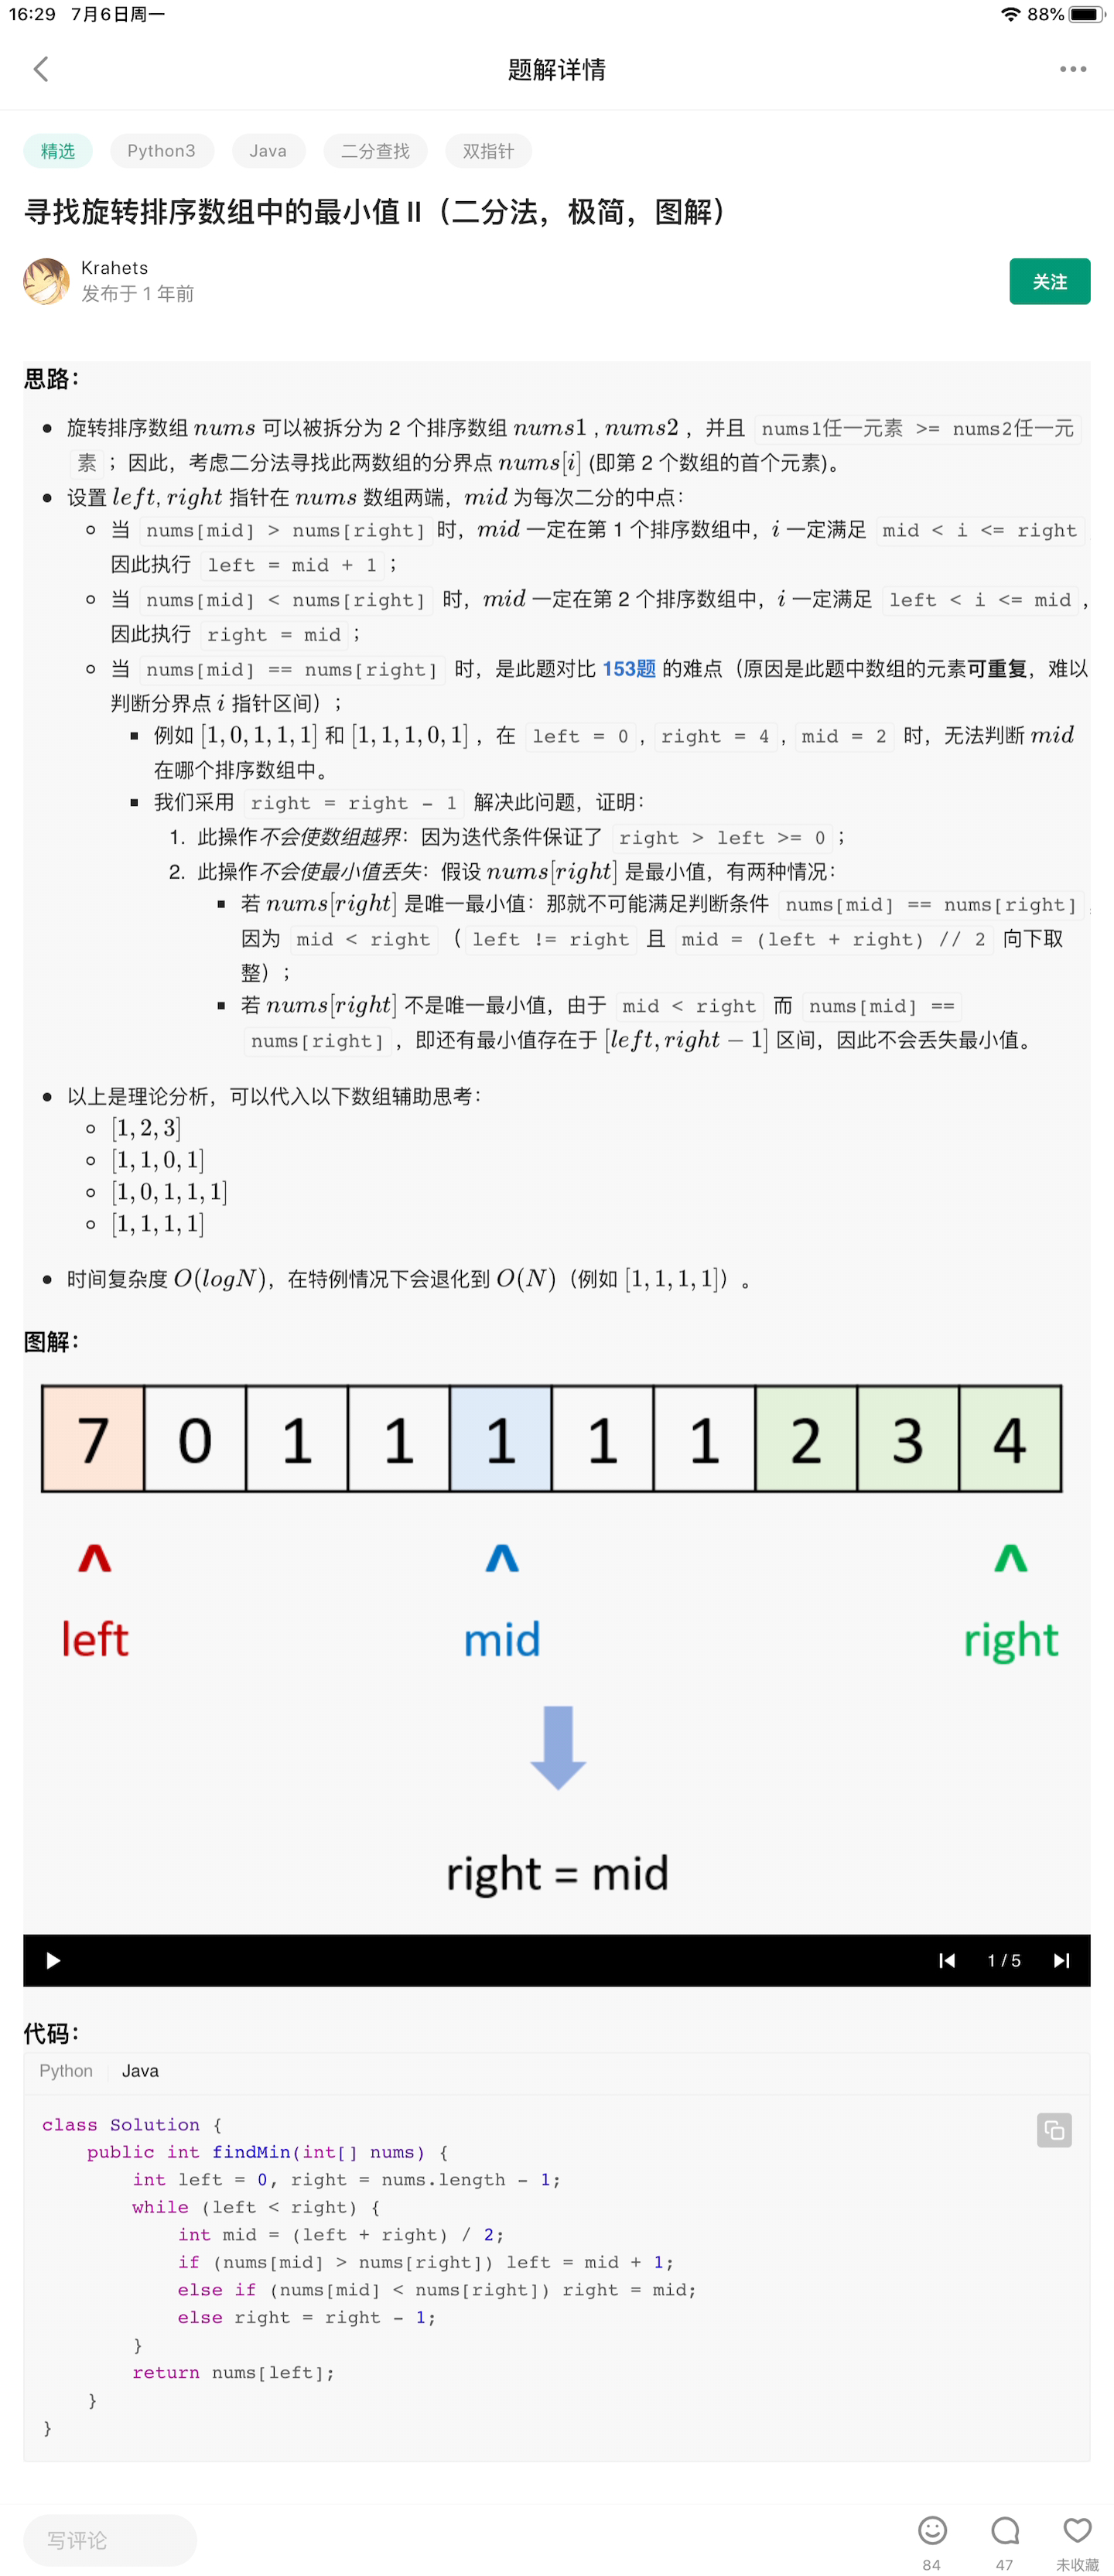 16:29 7月6日周一 88%
题解详情
精选 Python3 Java 二分查找 双指针
寻找旋转排序数组中的最小值 II（二分法，极简，图解）
Krahets
发布于 1 年前
关注
思路：
旋转排序数组 nums 可以被拆分为 2 个排序数组 nums1 , nums2 ，并且 nums1任一元素 >= nums2任一元
素 ；因此，考虑二分法寻找此两数组的分界点 nums[i] (即第 2 个数组的首个元素)。
设置 left, right 指针在 nums 数组两端，mid 为每次二分的中点：
当 nums[mid] > nums[right] 时，mid 一定在第 1 个排序数组中，i 一定满足 mid < i <= right
因此执行 left = mid + 1 ；
当 nums[mid] < nums[right] 时，mid 一定在第 2 个排序数组中，i 一定满足 left < i <= mid ，
因此执行 right = mid ；
当 nums[mid] == nums[right] 时，是此题对比 153题 的难点（原因是此题中数组的元素可重复，难以
判断分界点 i 指针区间）；
例如 [1, 0, 1, 1, 1] 和 [1, 1, 1, 0, 1] ，在 left = 0 , right = 4 , mid = 2 时，无法判断 mid
在哪个排序数组中。
我们采用 right = right - 1 解决此问题，证明：
1. 此操作不会使数组越界：因为迭代条件保证了 right > left >= 0 ；
2. 此操作不会使最小值丢失：假设 nums[right] 是最小值，有两种情况：
若 nums[right] 是唯一最小值：那就不可能满足判断条件 nums[mid] == nums[right]
因为 mid < right （ left != right 且 mid = (left + right) // 2 向下取
整）；
若 nums[right] 不是唯一最小值，由于 mid < right 而 nums[mid] ==
nums[right] ，即还有最小值存在于 [left, right − 1] 区间，因此不会丢失最小值。
以上是理论分析，可以代入以下数组辅助思考：
[1, 2, 3]
[1, 1, 0, 1]
[1, 0, 1, 1, 1]
[1, 1, 1, 1]
时间复杂度 O(logN)，在特例情况下会退化到 O(N)（例如 [1, 1, 1, 1]）。
图解：
7 0 1 1 1 1 1 2 3 4
left mid right
right = mid
1 / 5
代码：
Python Java
class Solution {
    public int findMin(int[] nums) {
        int left = 0, right = nums.length - 1;
        while (left < right) {
            int mid = (left + right) / 2;
            if (nums[mid] > nums[right]) left = mid + 1;
            else if (nums[mid] < nums[right]) right = mid;
            else right = right - 1;
        }
        return nums[left];
    }
}
写评论
84 47 未收藏